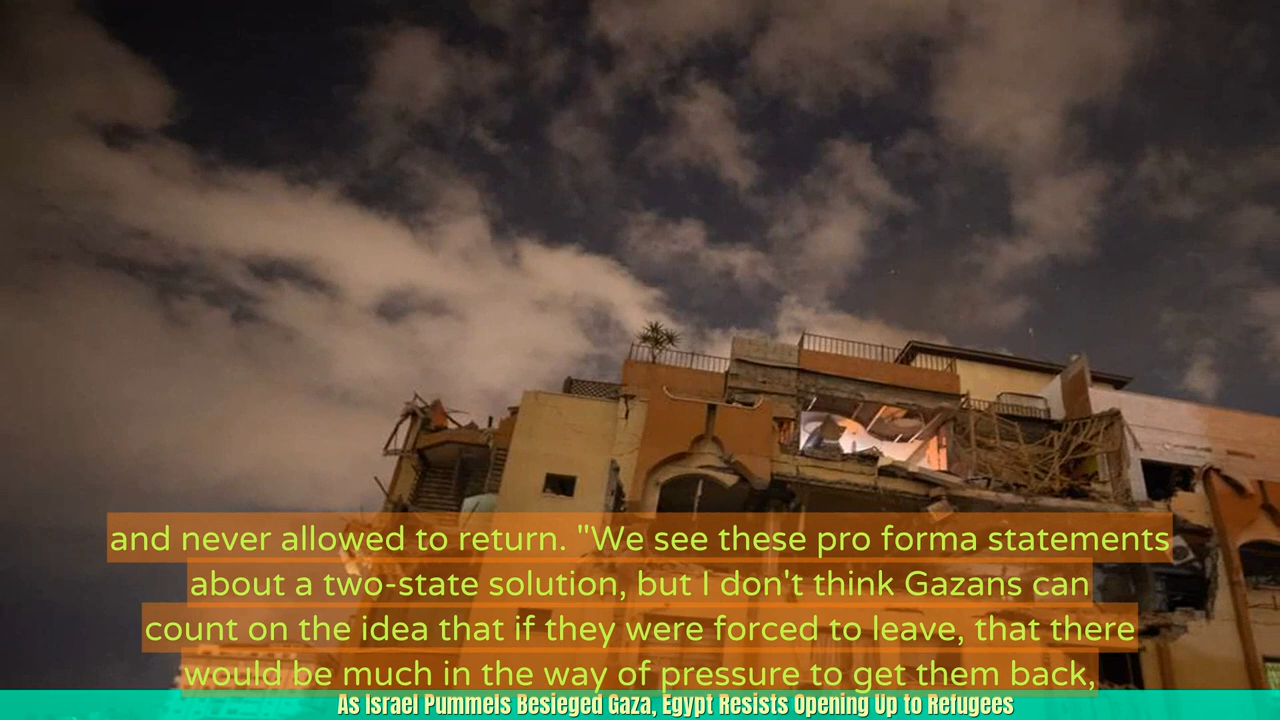 and never allowed to return. "We see these pro forma statements
about a two-state solution, but I don't think Gazans can
count on the idea that if they were forced to leave, that there
would be much in the way of pressure to get them back,
As Israel Pummels Besieged Gaza, Egypt Resists Opening Up to Refugees